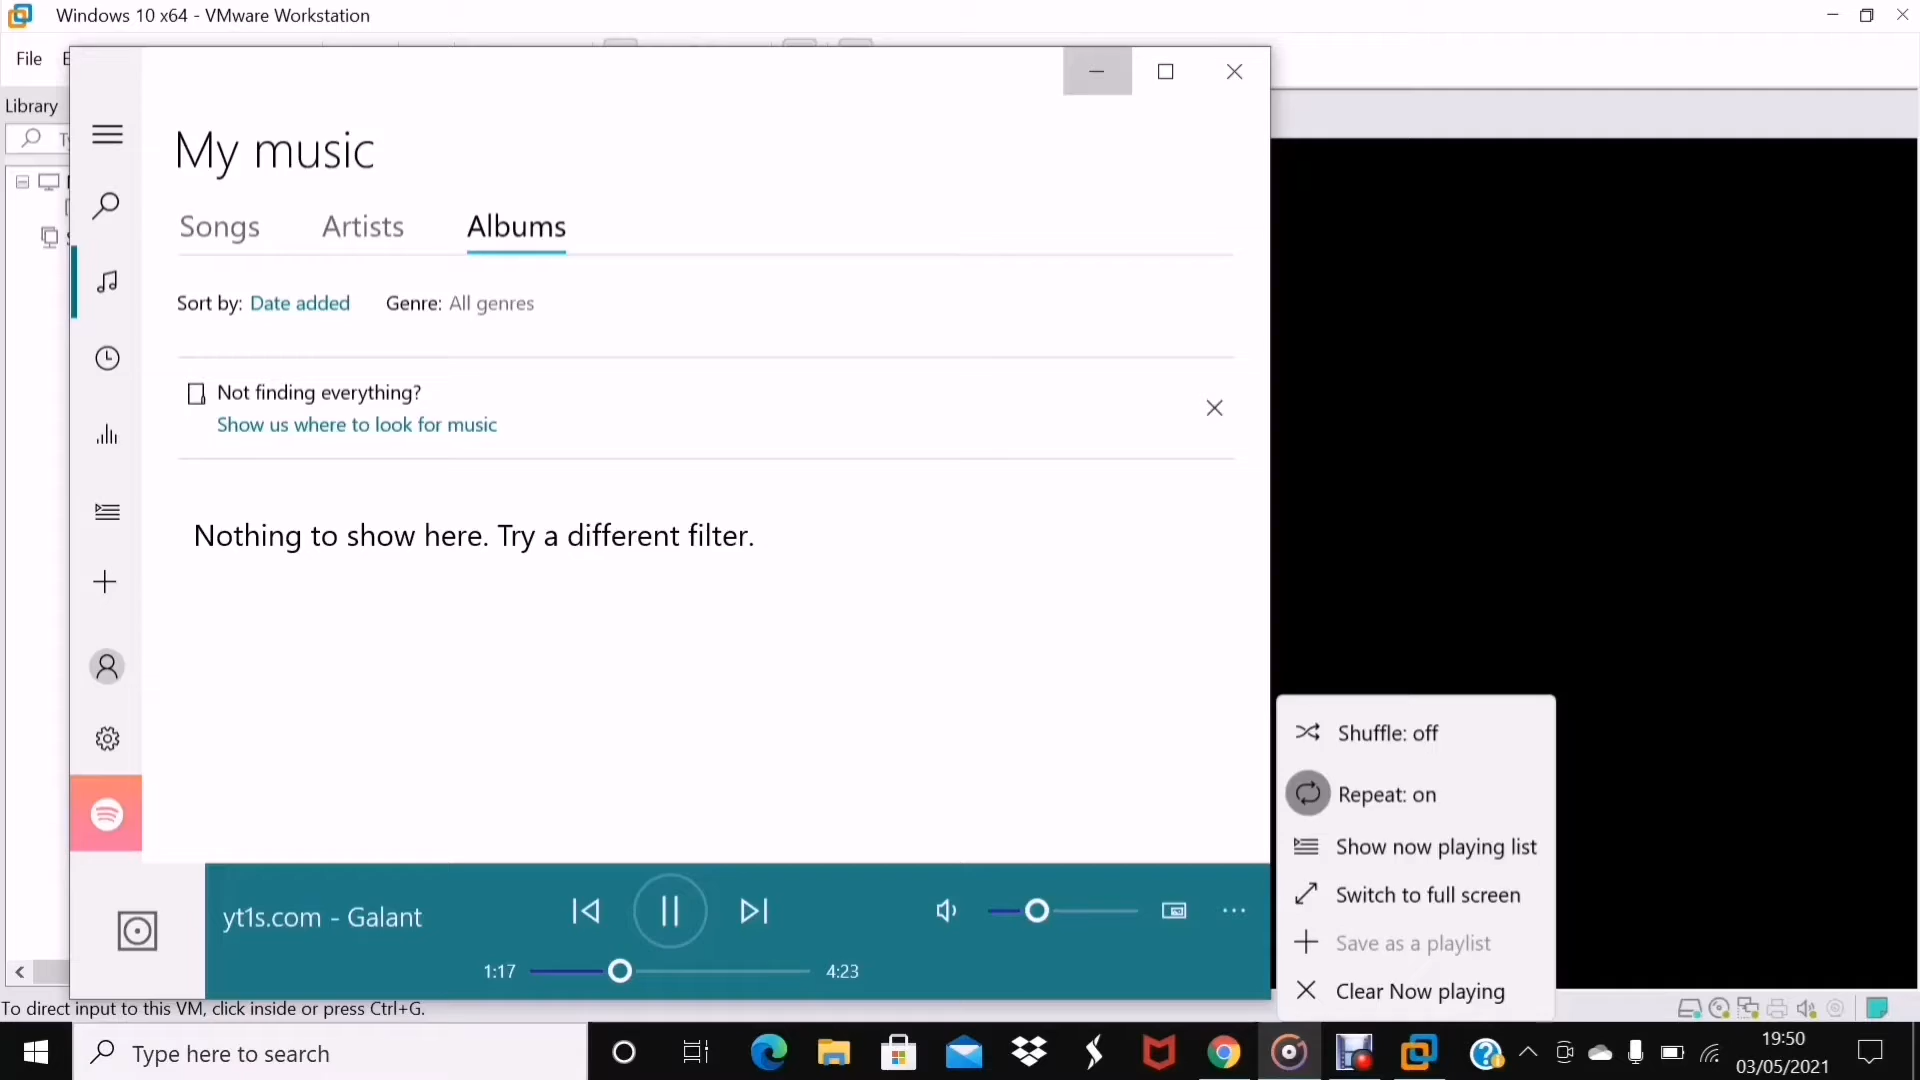 Windows 10 x64 - VMware Workstation
File
Library
My music
Songs Artists Albums
Sort by: Date added Genre: All genres
Not finding everything?
Show us where to look for music
Nothing to show here. Try a different filter.
Shuffle: off
Repeat: on
Show now playing list
Switch to full screen
Save as a playlist
Clear Now playing
yt1s.com - Galant
1:17 4:23
To direct input to this VM, click inside or press Ctrl+G.
Type here to search
19:50
03/05/2021